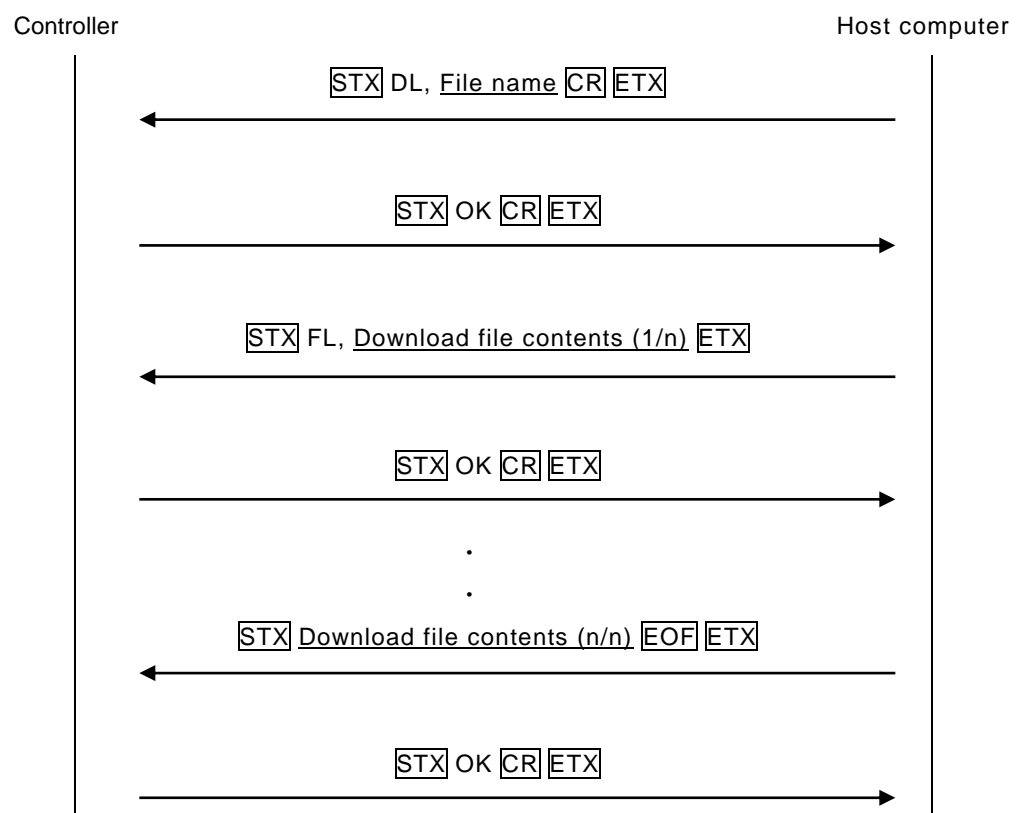 Controller Host computer
STX DL, File name CR ETX
STX OK CR ETX
STX FL, Download file contents (1/n) ETX
STX OK CR ETX
.
.
STX Download file contents (n/n) EOF ETX
STX OK CR ETX